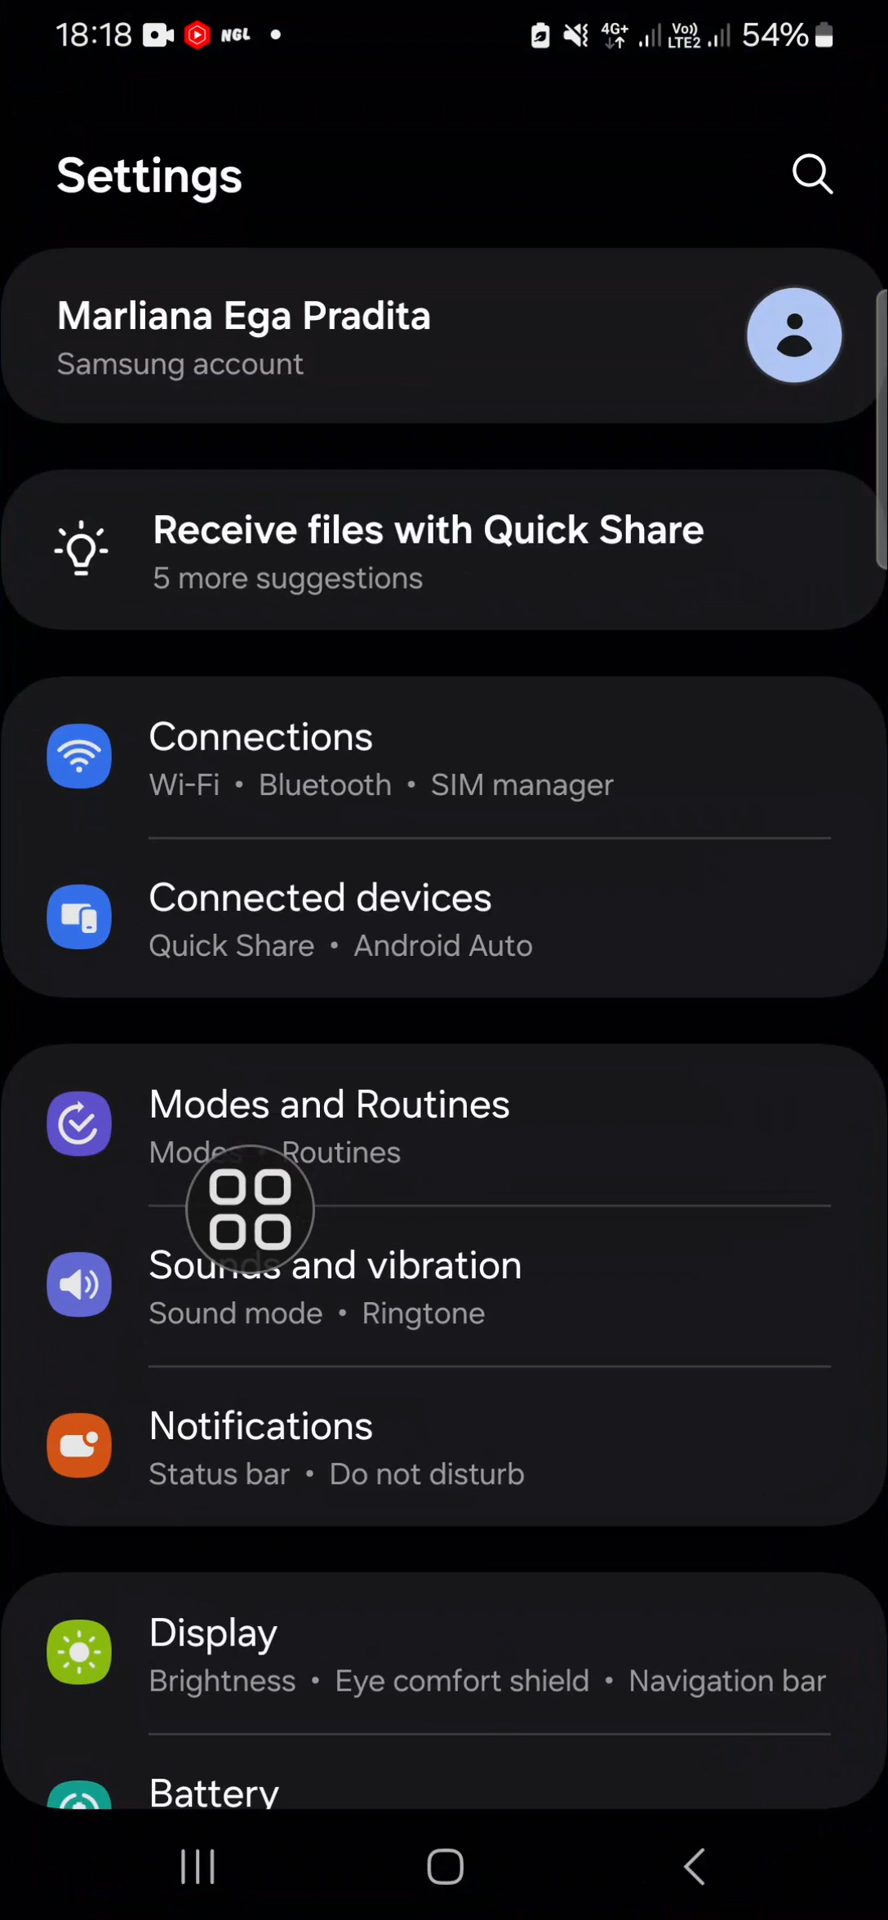 18:18 NGL 4G+ Vo)) LTE2 54%
Settings
Marliana Ega Pradita
Samsung account
Receive files with Quick Share
5 more suggestions
Connections
Wi-Fi • Bluetooth • SIM manager
Connected devices
Quick Share • Android Auto
Modes and Routines
Modes • Routines
Sounds and vibration
Sound mode • Ringtone
Notifications
Status bar • Do not disturb
Display
Brightness • Eye comfort shield • Navigation bar
Battery